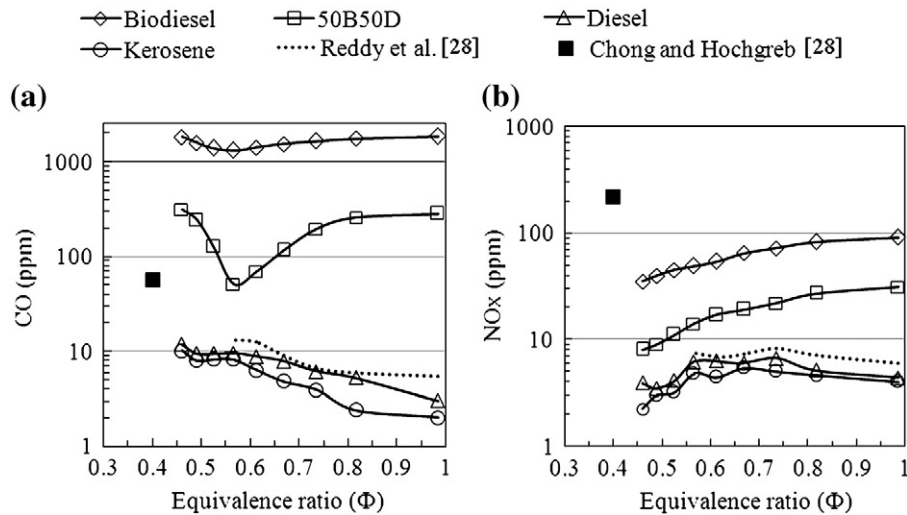 Biodiesel 50B50D Diesel
Kerosene Reddy et al. [28] Chong and Hochgreb [28]
(a) (b)
1000
100
10
1
CO (ppm)
0.3 0.4 0.5 0.6 0.7 0.8 0.9 1
Equivalence ratio (Φ)
1000
100
10
1
NOx (ppm)
0.3 0.4 0.5 0.6 0.7 0.8 0.9 1
Equivalence ratio (Φ)